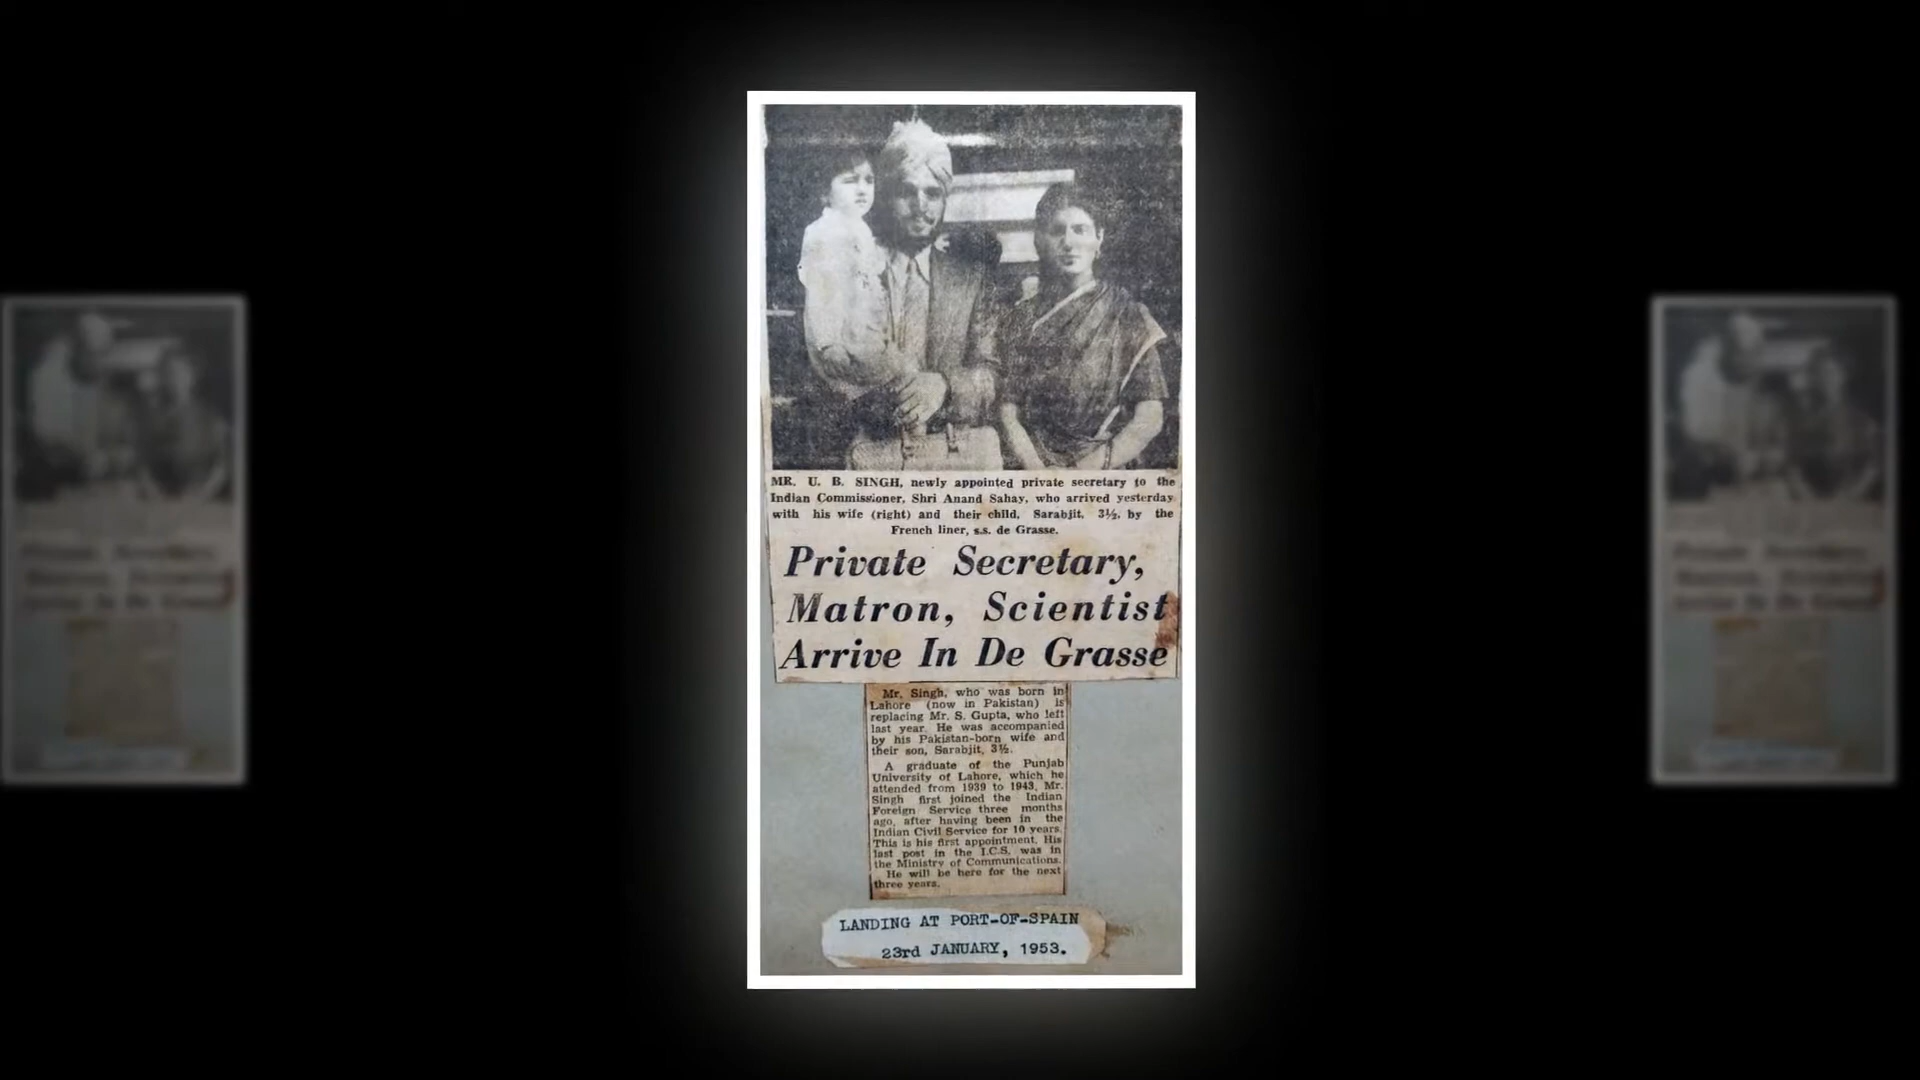 MR. U. B. SINGH, newly appointed private secretary to the
Indian Commissioner, Shri Anand Sahay, who arrived yesterday
with his wife (right) and their child, Sarabjit, 3½, by the
French liner, s.s. de Grasse.
Private Secretary,
Matron, Scientist
Arrive In De Grasse
Mr. Singh, who was born in
Lahore (now in Pakistan) is
replacing Mr. S. Gupta, who left
last year. He was accompanied
by his Pakistan-born wife and
their son, Sarabjit, 3½.
A graduate of the Punjab
University of Lahore, which he
attended from 1939 to 1943, Mr.
Singh first joined the Indian
Foreign Service three months
ago, after having been in the
Indian Civil Service for 10 years.
This is his first appointment. His
last post in the I.C.S. was in
the Ministry of Communications.
He will be here for the next
three years.
LANDING AT PORT-OF-SPAIN
23rd JANUARY, 1953.